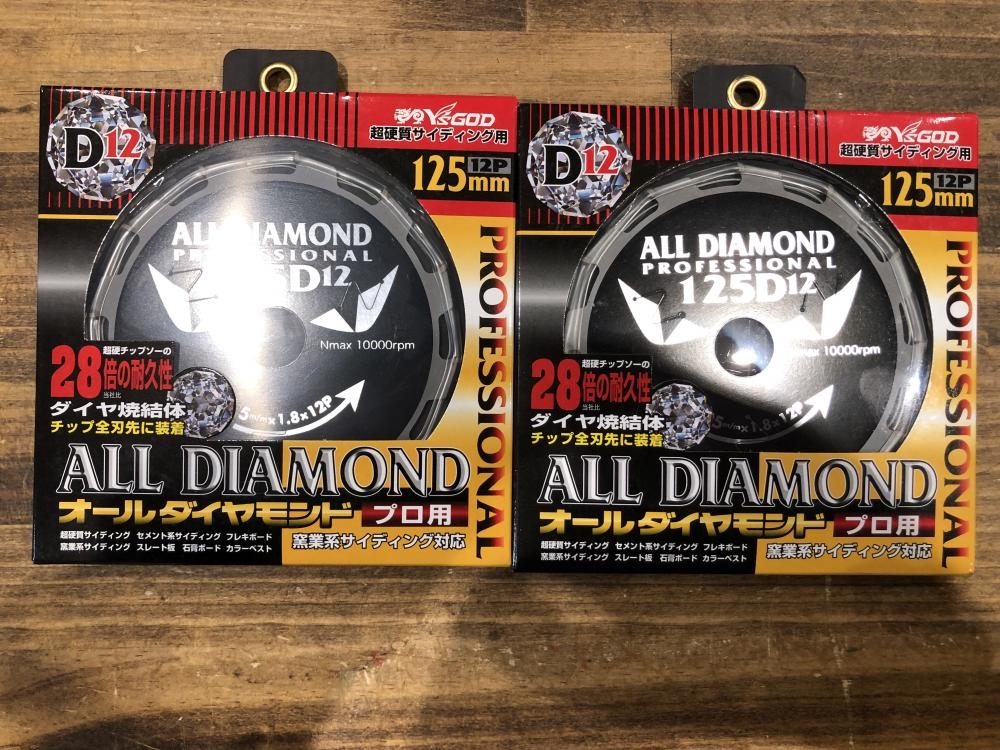 D12
Y'sGOD
超硬質サイディング用
125mm 12P
ALL DIAMOND
PROFESSIONAL
D12
Nmax 10000rpm
5m/m×1.8×12P
超硬チップソーの
28倍の耐久性
当社比
ダイヤ焼結体
チップ全刃先に装着
PROFESSIONAL
ALL DIAMOND
オールダイヤモンド プロ用
超硬質サイディング セメント系サイディング フレキボード
窯業系サイディング スレート板 石膏ボード カラーベスト
窯業系サイディング対応
D12
Y'sGOD
超硬質サイディング用
125mm 12P
ALL DIAMOND
PROFESSIONAL
125D12
Nmax 10000rpm
5m/m×1.8×12P
超硬チップソーの
28倍の耐久性
当社比
ダイヤ焼結体
チップ全刃先に装着
PROFESSIONAL
ALL DIAMOND
オールダイヤモンド プロ用
超硬質サイディング セメント系サイディング フレキボード
窯業系サイディング スレート板 石膏ボード カラーベスト
窯業系サイディング対応